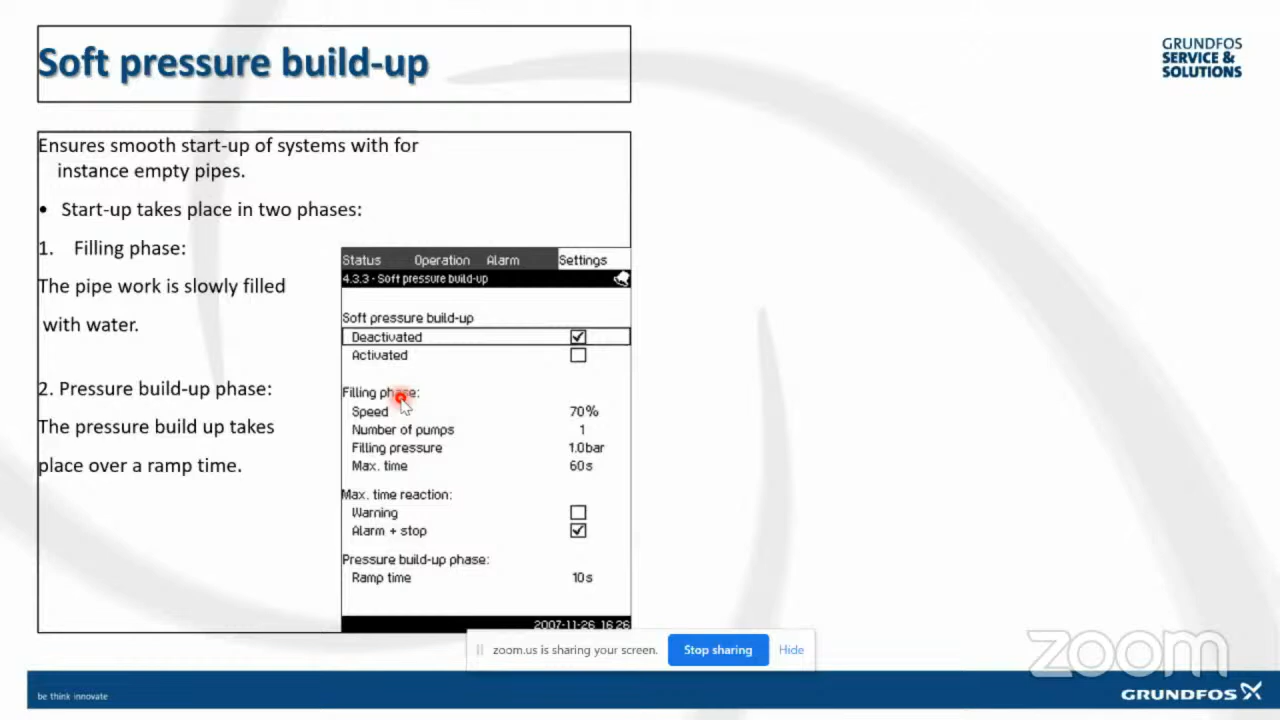 Soft pressure build-up
GRUNDFOS
SERVICE &
SOLUTIONS
Ensures smooth start-up of systems with for
instance empty pipes.
• Start-up takes place in two phases:
1. Filling phase:
The pipe work is slowly filled
with water.
2. Pressure build-up phase:
The pressure build up takes
place over a ramp time.
Status Operation Alarm Settings
4.3.3 - Soft pressure build-up
Soft pressure build-up
Deactivated
Activated
Filling phase:
Speed 70%
Number of pumps 1
Filling pressure 1.0bar
Max. time 60s
Max. time reaction:
Warning
Alarm + stop
Pressure build-up phase:
Ramp time 10s
2007-11-26 16:26
zoom.us is sharing your screen. Stop sharing Hide
zoom
be think innovate
GRUNDFOS